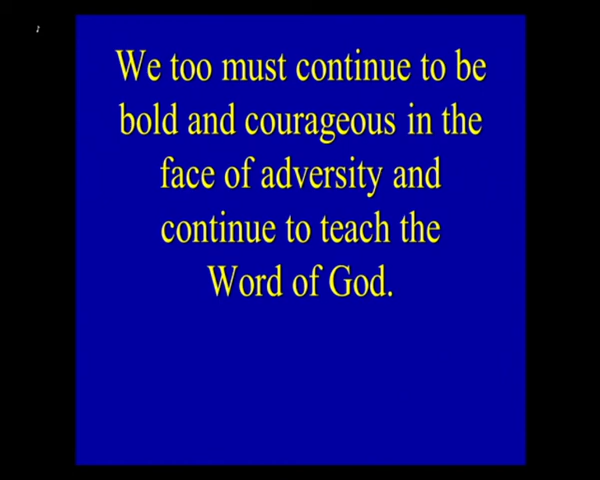 We too must continue to be
bold and courageous in the
face of adversity and
continue to teach the
Word of God.